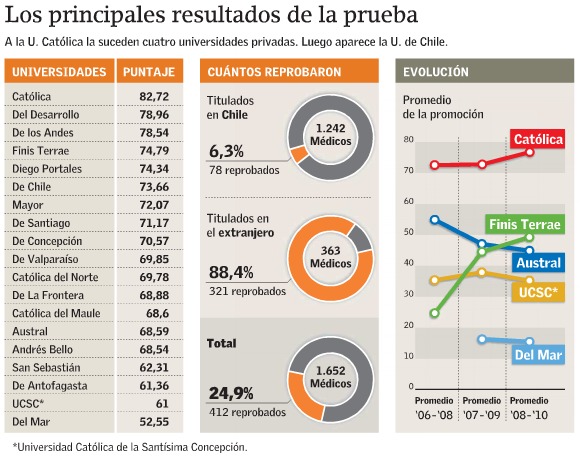 Los principales resultados de la prueba
A la U. Católica la suceden cuatro universidades privadas. Luego aparece la U. de Chile.
UNIVERSIDADES PUNTAJE
Católica 82,72
Del Desarrollo 78,96
De los Andes 78,54
Finis Terrae 74,79
Diego Portales 74,34
De Chile 73,66
Mayor 72,07
De Santiago 71,17
De Concepción 70,57
De Valparaíso 69,85
Católica del Norte 69,78
De La Frontera 68,88
Católica del Maule 68,6
Austral 68,59
Andrés Bello 68,54
San Sebastián 62,31
De Antofagasta 61,36
UCSC* 61
Del Mar 52,55
CUÁNTOS REPROBARON
Titulados
en Chile
6,3%
78 reprobados
1.242
Médicos
Titulados en
el extranjero
88,4%
321 reprobados
363
Médicos
Total
24,9%
412 reprobados
1.652
Médicos
EVOLUCIÓN
Promedio
de la promoción
80
70
60
50
40
30
20
10
0
Católica
Finis Terrae
Austral
UCSC*
Del Mar
Promedio Promedio Promedio
'06-'08 '07-'09 '08-'10
*Universidad Católica de la Santísima Concepción.